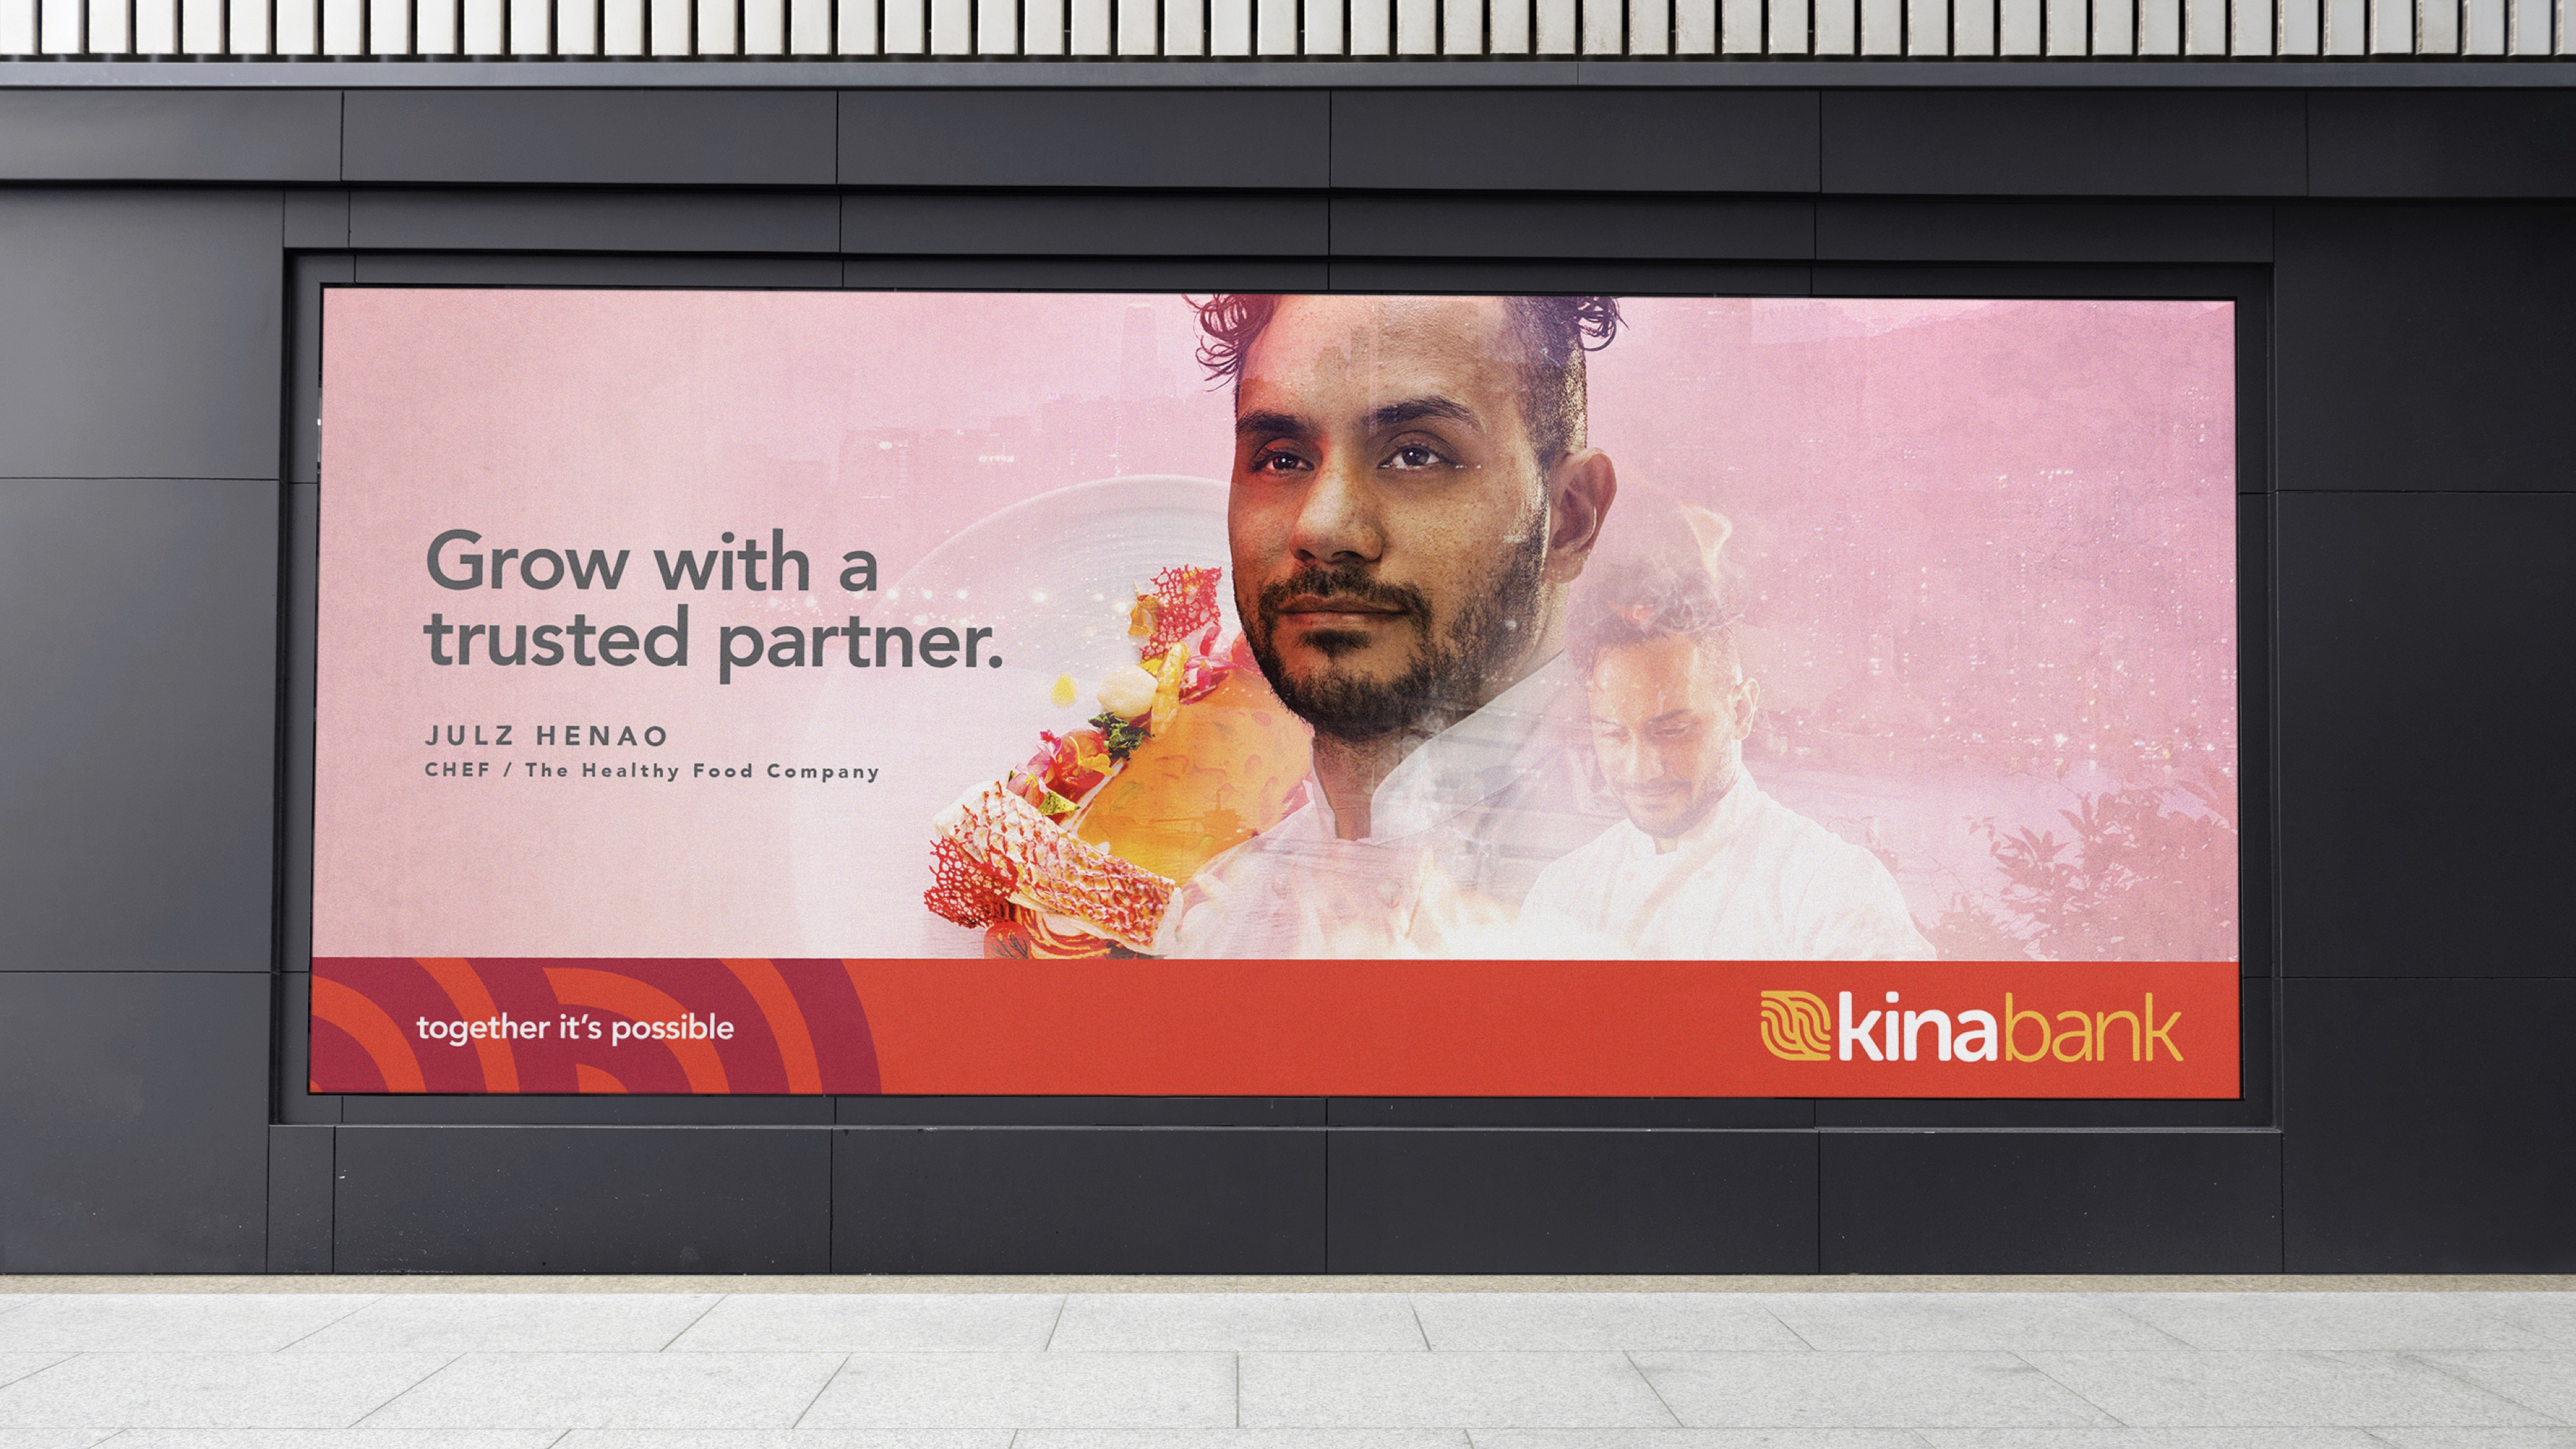 Grow with a
trusted partner.
JULZ HENAO
CHEF / The Healthy Food Company
together it's possible
kinabank